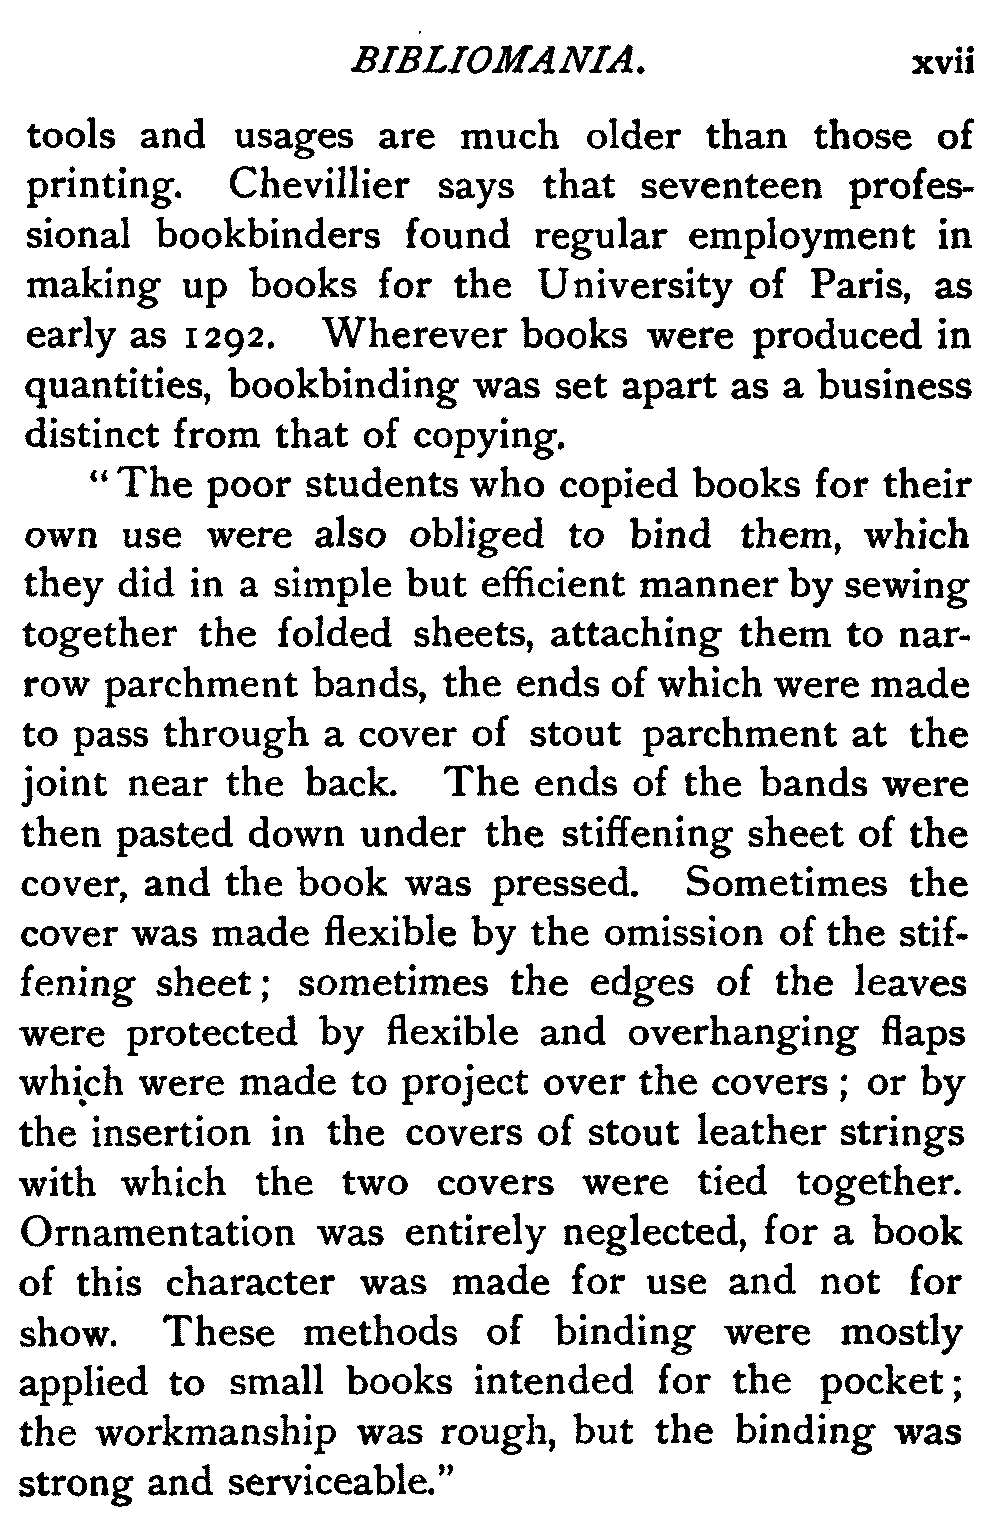 BIBLIOMANIA. xvii
tools and usages are much older than those of
printing. Chevillier says that seventeen profes-
sional bookbinders found regular employment in
making up books for the University of Paris, as
early as 1292. Wherever books were produced in
quantities, bookbinding was set apart as a business
distinct from that of copying.
“The poor students who copied books for their
own use were also obliged to bind them, which
they did in a simple but efficient manner by sewing
together the folded sheets, attaching them to nar-
row parchment bands, the ends of which were made
to pass through a cover of stout parchment at the
joint near the back. The ends of the bands were
then pasted down under the stiffening sheet of the
cover, and the book was pressed. Sometimes the
cover was made flexible by the omission of the stif-
fening sheet; sometimes the edges of the leaves
were protected by flexible and overhanging flaps
which were made to project over the covers; or by
the insertion in the covers of stout leather strings
with which the two covers were tied together.
Ornamentation was entirely neglected, for a book
of this character was made for use and not for
show. These methods of binding were mostly
applied to small books intended for the pocket;
the workmanship was rough, but the binding was
strong and serviceable.”